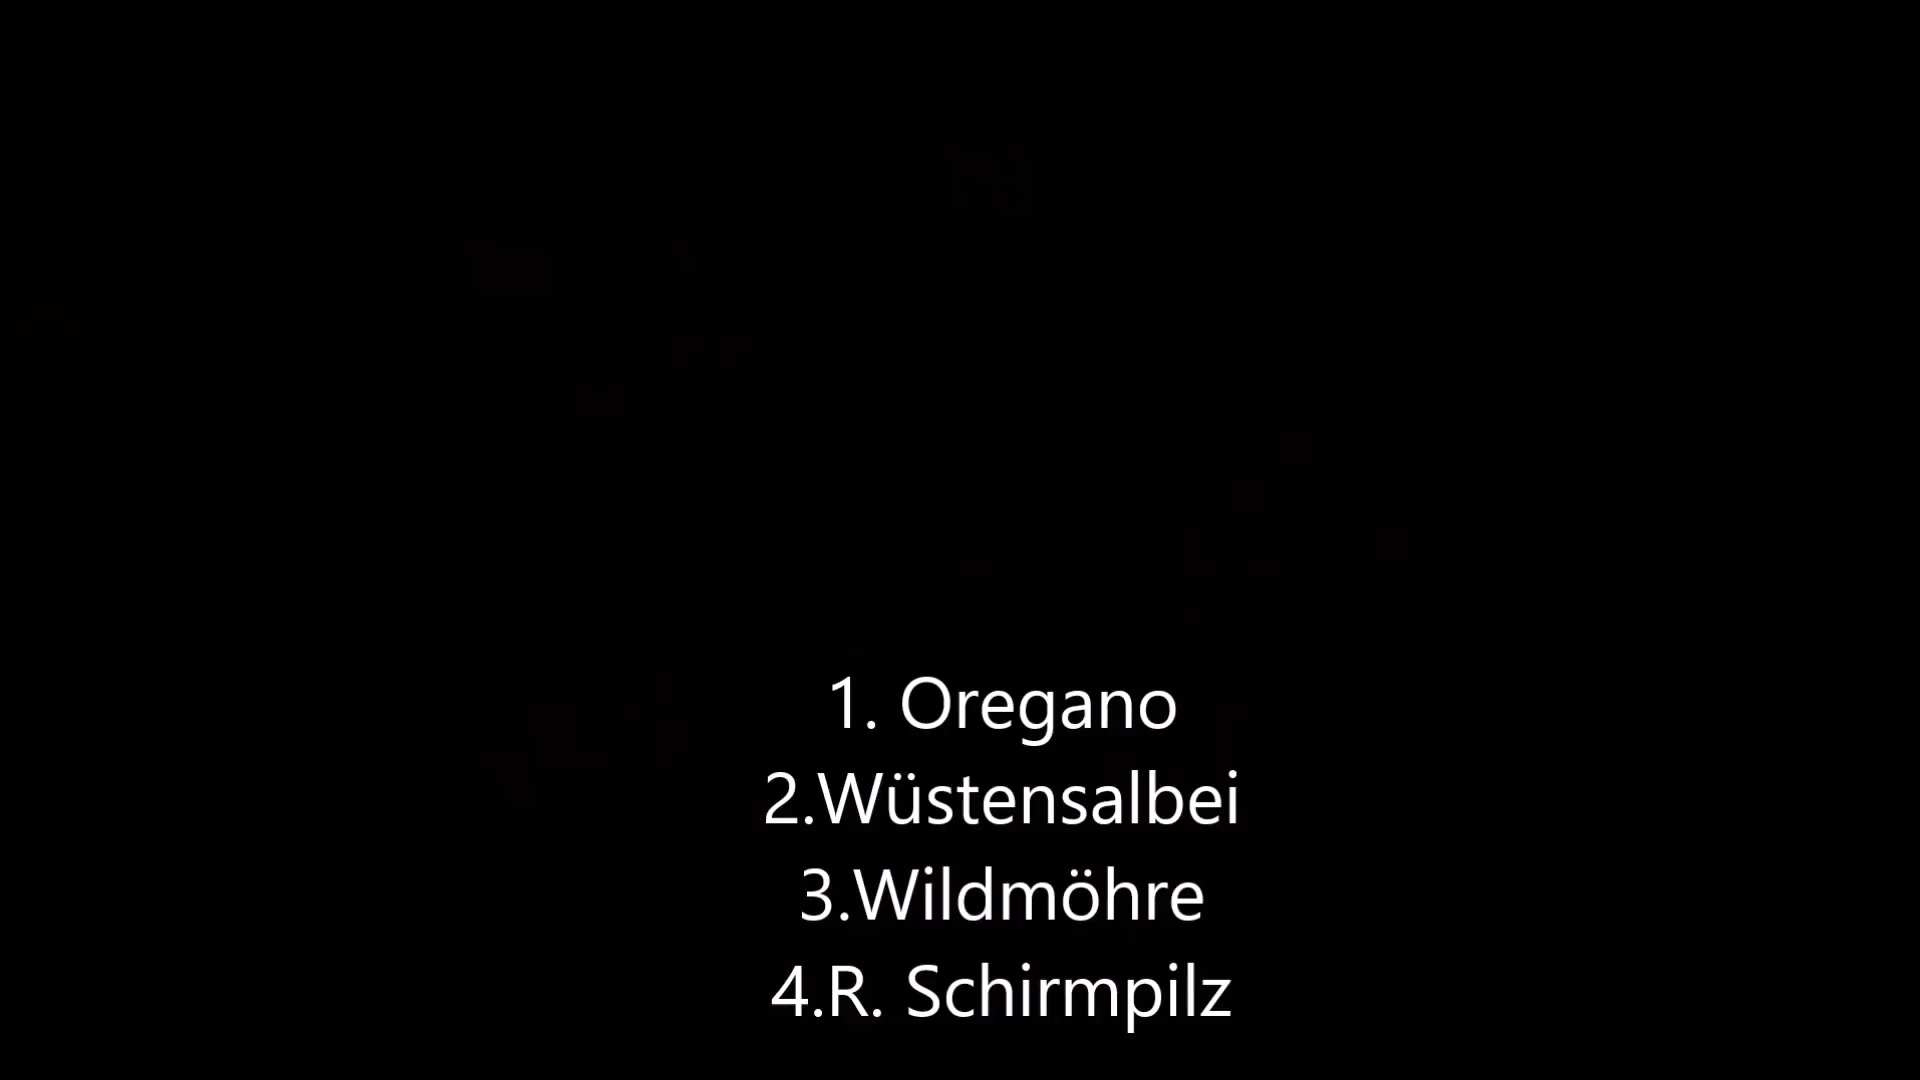 1. Oregano
2.Wüstensalbei
3.Wildmöhre
4.R. Schirmpilz